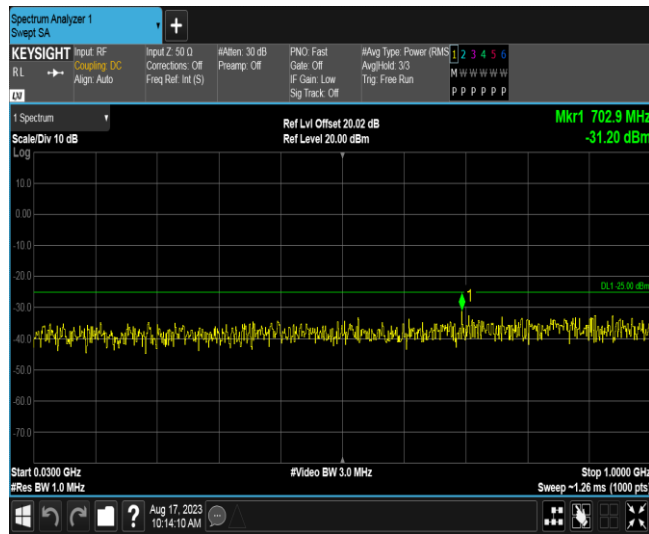 Spectrum Analyzer 1
Swept SA
+
KEYSIGHT
RL
LXI
Input: RF
Coupling: DC
Align: Auto
Input Z: 50 Ω
Corrections: Off
Freq Ref: Int (S)
#Atten: 30 dB
Preamp: Off
PNO: Fast
Gate: Off
IF Gain: Low
Sig Track: Off
#Avg Type: Power (RMS
Avg|Hold: 3/3
Trig: Free Run
1 2 3 4 5 6
M W W W W W
P P P P P P
1 Spectrum
Scale/Div 10 dB
Log
Ref Lvl Offset 20.02 dB
Ref Level 20.00 dBm
Mkr1 702.9 MHz
-31.20 dBm
10.0
0.00
-10.0
-20.0
DL1 -25.00 dBm
1
-30.0
-40.0
-50.0
-60.0
-70.0
Start 0.0300 GHz
#Res BW 1.0 MHz
#Video BW 3.0 MHz
Stop 1.0000 GHz
Sweep ~1.26 ms (1000 pts
?
Aug 17, 2023
10:14:10 AM